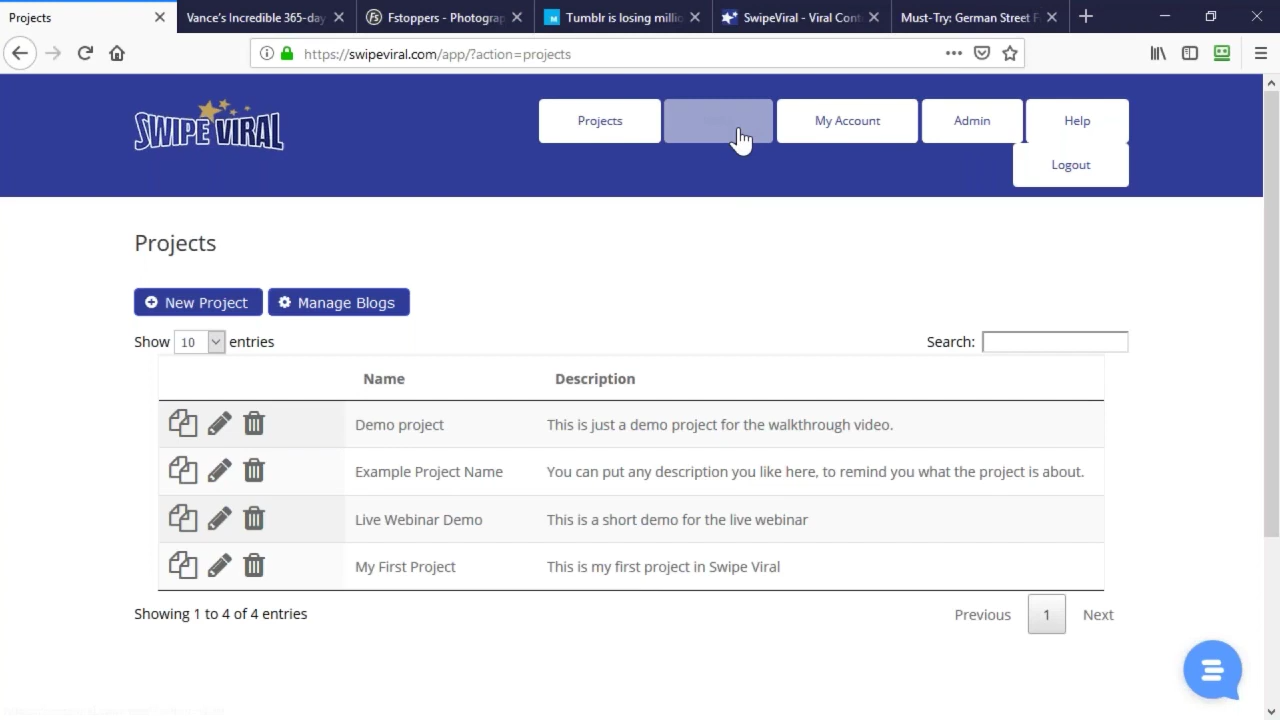 Projects
Vance's Incredible 365-day
Fstoppers - Photograp
Tumblr is losing millio
SwipeViral - Viral Cont
Must-Try: German Street F
https://swipeviral.com/app/?action=projects
SWIPE VIRAL
Projects
My Account
Admin
Help
Logout
Projects
New Project
Manage Blogs
Show 10 entries
Search:
Name Description
Demo project This is just a demo project for the walkthrough video.
Example Project Name You can put any description you like here, to remind you what the project is about.
Live Webinar Demo This is a short demo for the live webinar
My First Project This is my first project in Swipe Viral
Showing 1 to 4 of 4 entries
Previous 1 Next